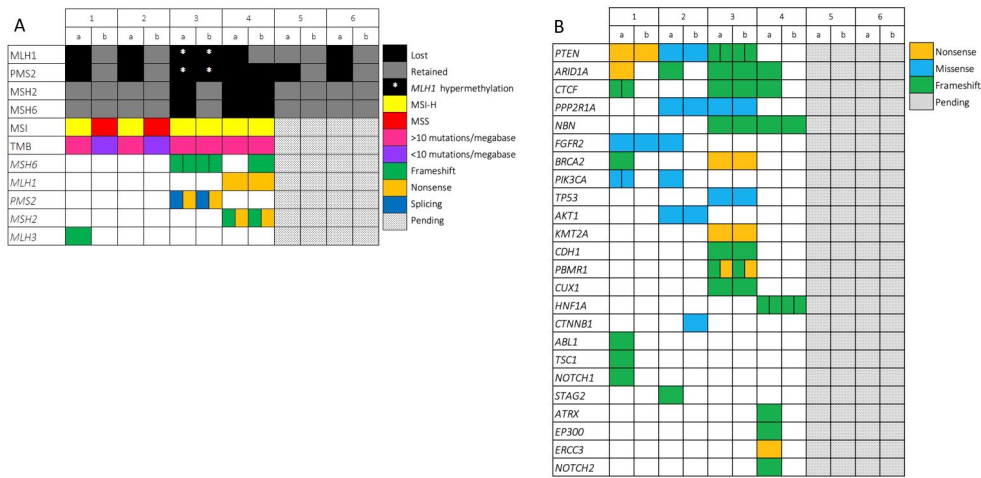 A
1 2 3 4 5 6
a b a b a b a b a b a b
MLH1 * *
PMS2 * *
MSH2
MSH6
MSI
TMB
MSH6
MLH1
PMS2
MSH2
MLH3
Lost
Retained
* MLH1 hypermethylation
MSI-H
MSS
>10 mutations/megabase
<10 mutations/megabase
Frameshift
Nonsense
Splicing
Pending
B
1 2 3 4 5 6
a b a b a b a b a b a b
PTEN
ARID1A
CTCF
PPP2R1A
NBN
FGFR2
BRCA2
PIK3CA
TP53
AKT1
KMT2A
CDH1
PBMR1
CUX1
HNF1A
CTNNB1
ABL1
TSC1
NOTCH1
STAG2
ATRX
EP300
ERCC3
NOTCH2
Nonsense
Missense
Frameshift
Pending